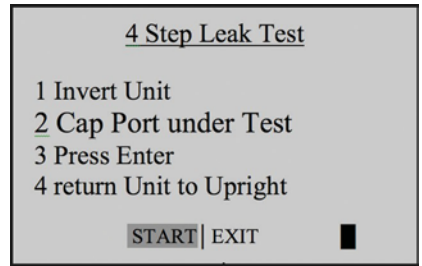 4 Step Leak Test
1 Invert Unit
2 Cap Port under Test
3 Press Enter
4 return Unit to Upright
START| EXIT